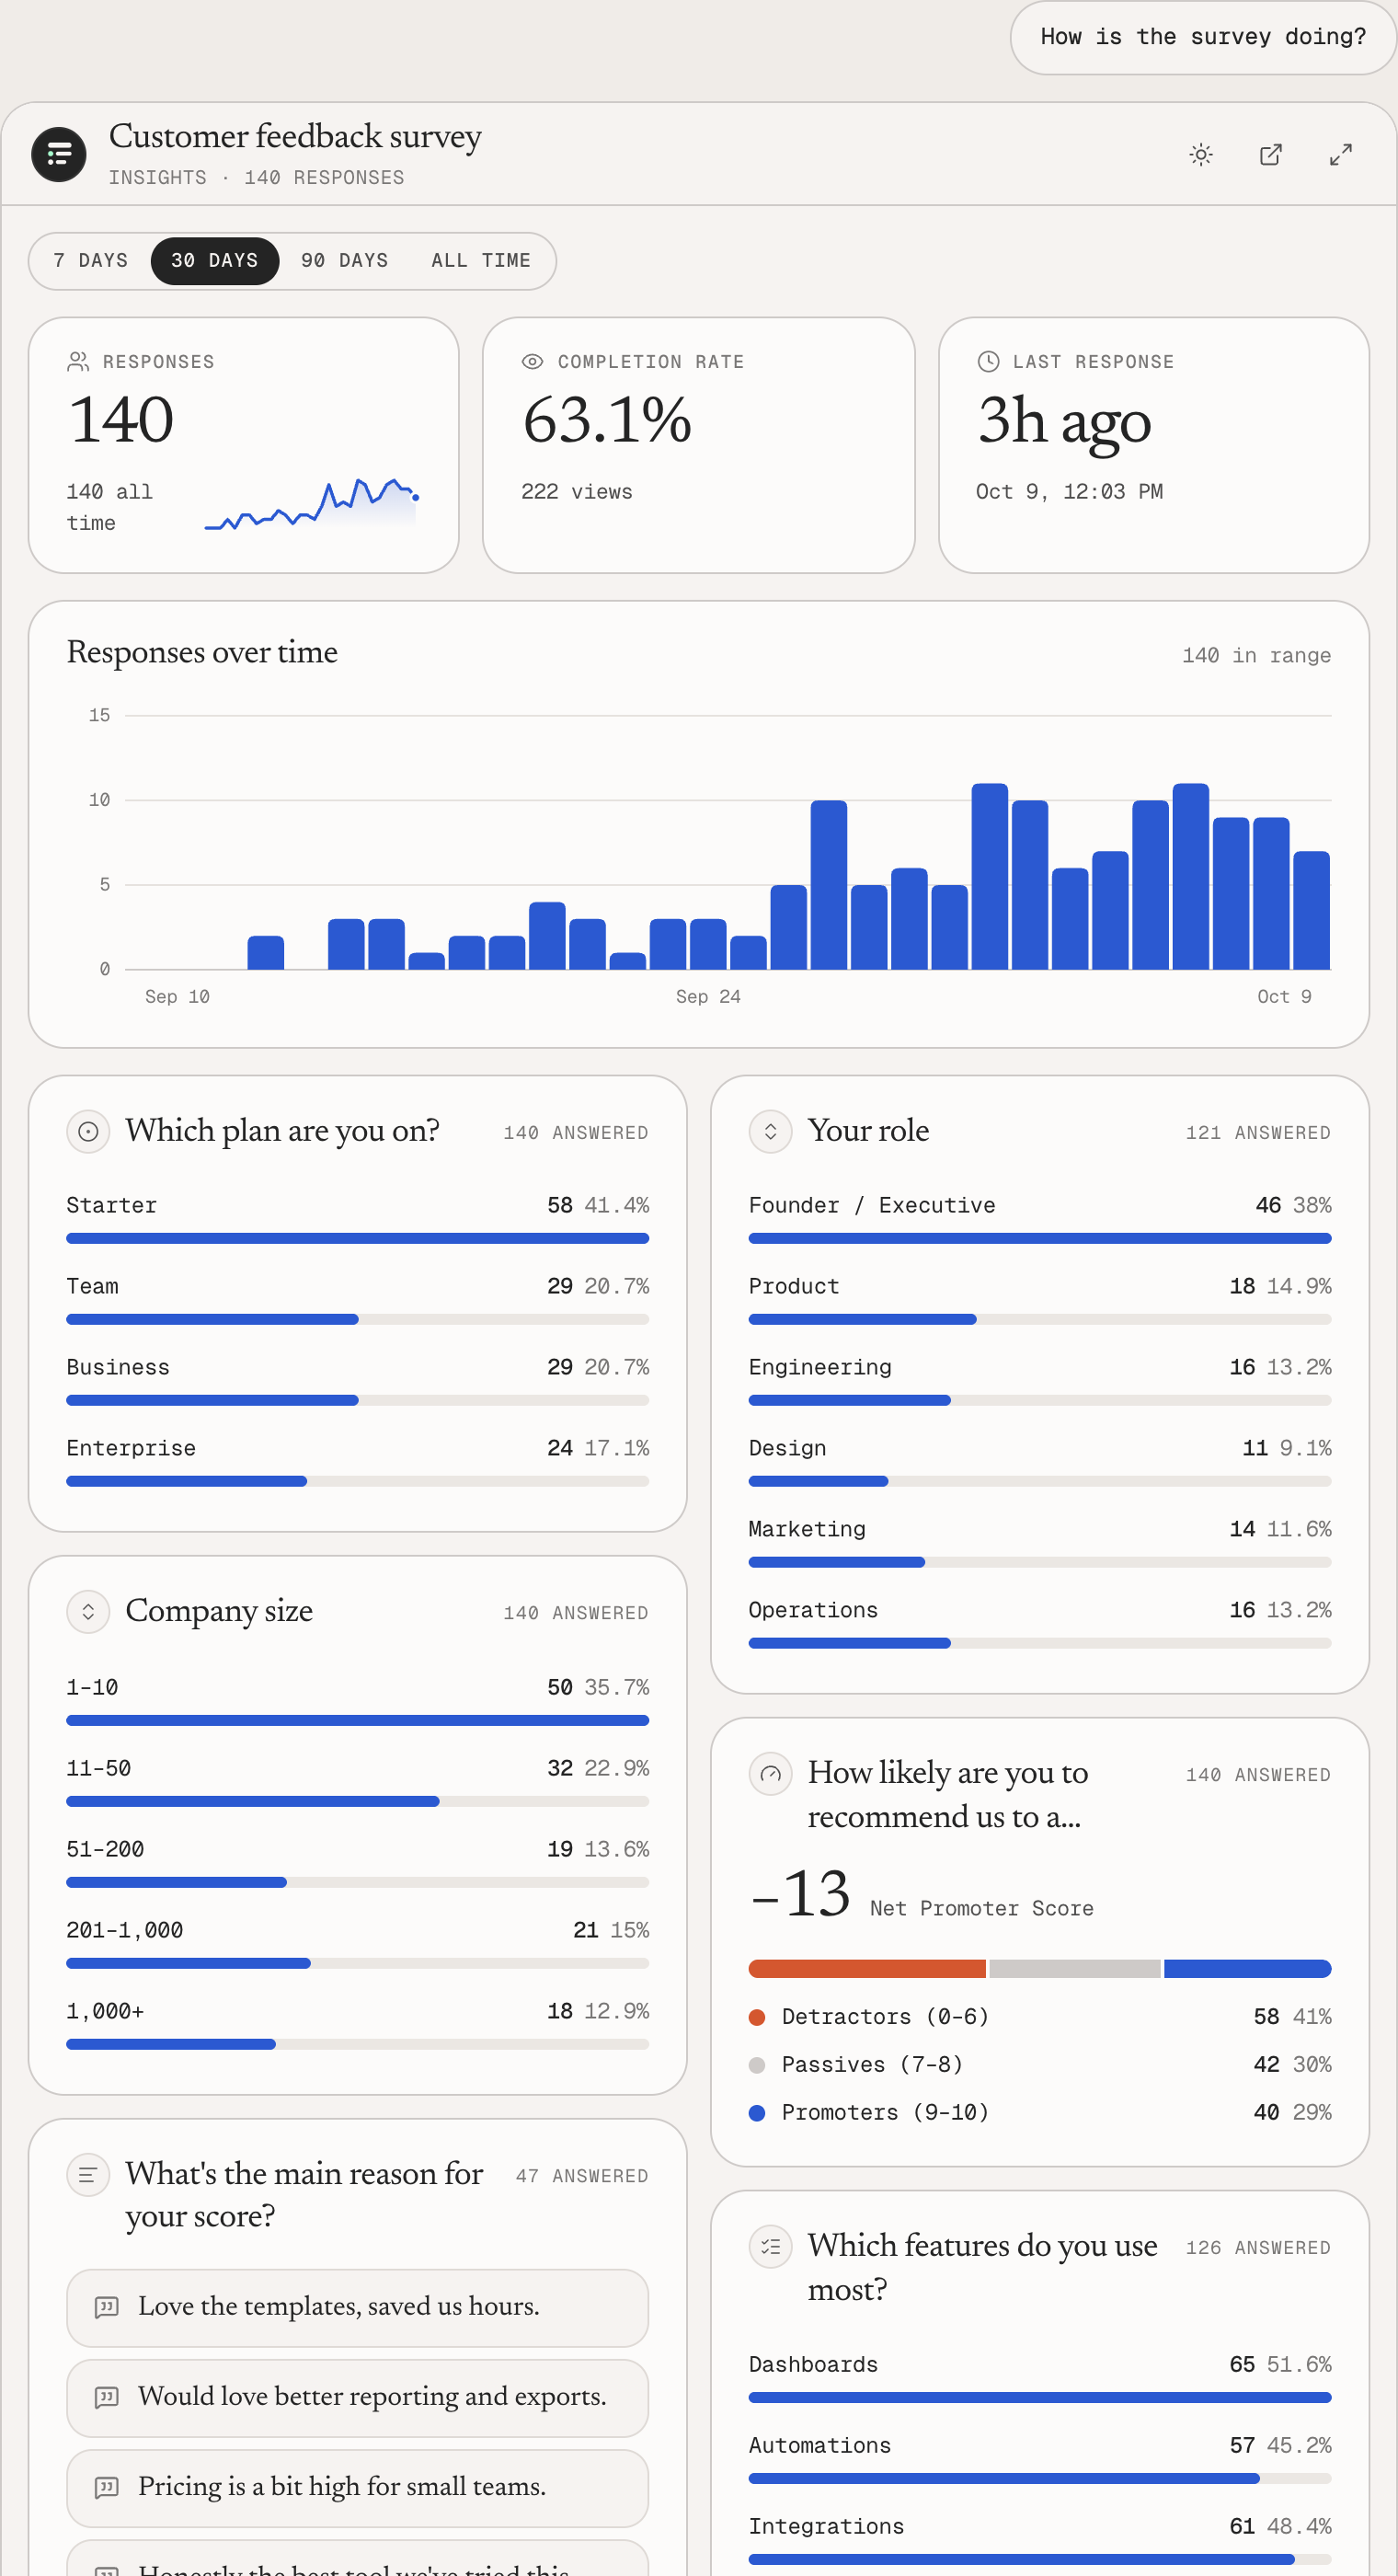 How is the survey doing?
Customer feedback survey
INSIGHTS · 140 RESPONSES
7 DAYS
30 DAYS
90 DAYS
ALL TIME
RESPONSES
140
140 all
time
COMPLETION RATE
63.1%
222 views
LAST RESPONSE
3h ago
Oct 9, 12:03 PM
Responses over time
140 in range
15
10
5
0
Sep 10
Sep 24
Oct 9
Which plan are you on?
140 ANSWERED
Starter
58 41.4%
Team
29 20.7%
Business
29 20.7%
Enterprise
24 17.1%
Company size
140 ANSWERED
1–10
50 35.7%
11–50
32 22.9%
51–200
19 13.6%
201–1,000
21 15%
1,000+
18 12.9%
What's the main reason for
your score?
47 ANSWERED
Love the templates, saved us hours.
Would love better reporting and exports.
Pricing is a bit high for small teams.
Honestly the best tool we've tried this
Your role
121 ANSWERED
Founder / Executive
46 38%
Product
18 14.9%
Engineering
16 13.2%
Design
11 9.1%
Marketing
14 11.6%
Operations
16 13.2%
How likely are you to
recommend us to a...
140 ANSWERED
–13 Net Promoter Score
Detractors (0–6)
58 41%
Passives (7–8)
42 30%
Promoters (9–10)
40 29%
Which features do you use
most?
126 ANSWERED
Dashboards
65 51.6%
Automations
57 45.2%
Integrations
61 48.4%